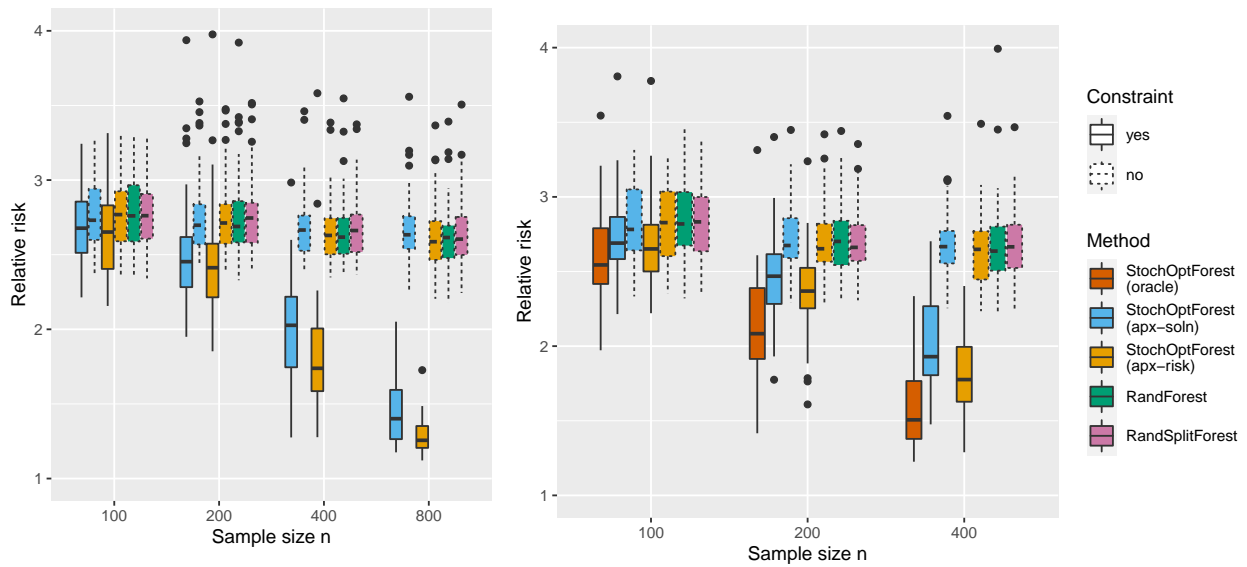 4
3
2
1
Relative risk
100
200
400
800
Sample size n
4
3
2
1
Relative risk
100
200
400
Sample size n
Constraint
yes
no
Method
StochOptForest
(oracle)
StochOptForest
(apx−soln)
StochOptForest
(apx−risk)
RandForest
RandSplitForest